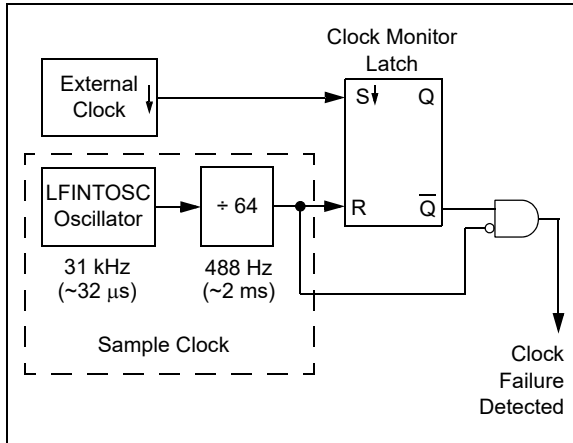 Clock Monitor
Latch
External
Clock
S
Q
LFINTOSC
Oscillator
÷ 64
R
Q̅
31 kHz
(~32 μs)
488 Hz
(~2 ms)
Sample Clock
Clock
Failure
Detected